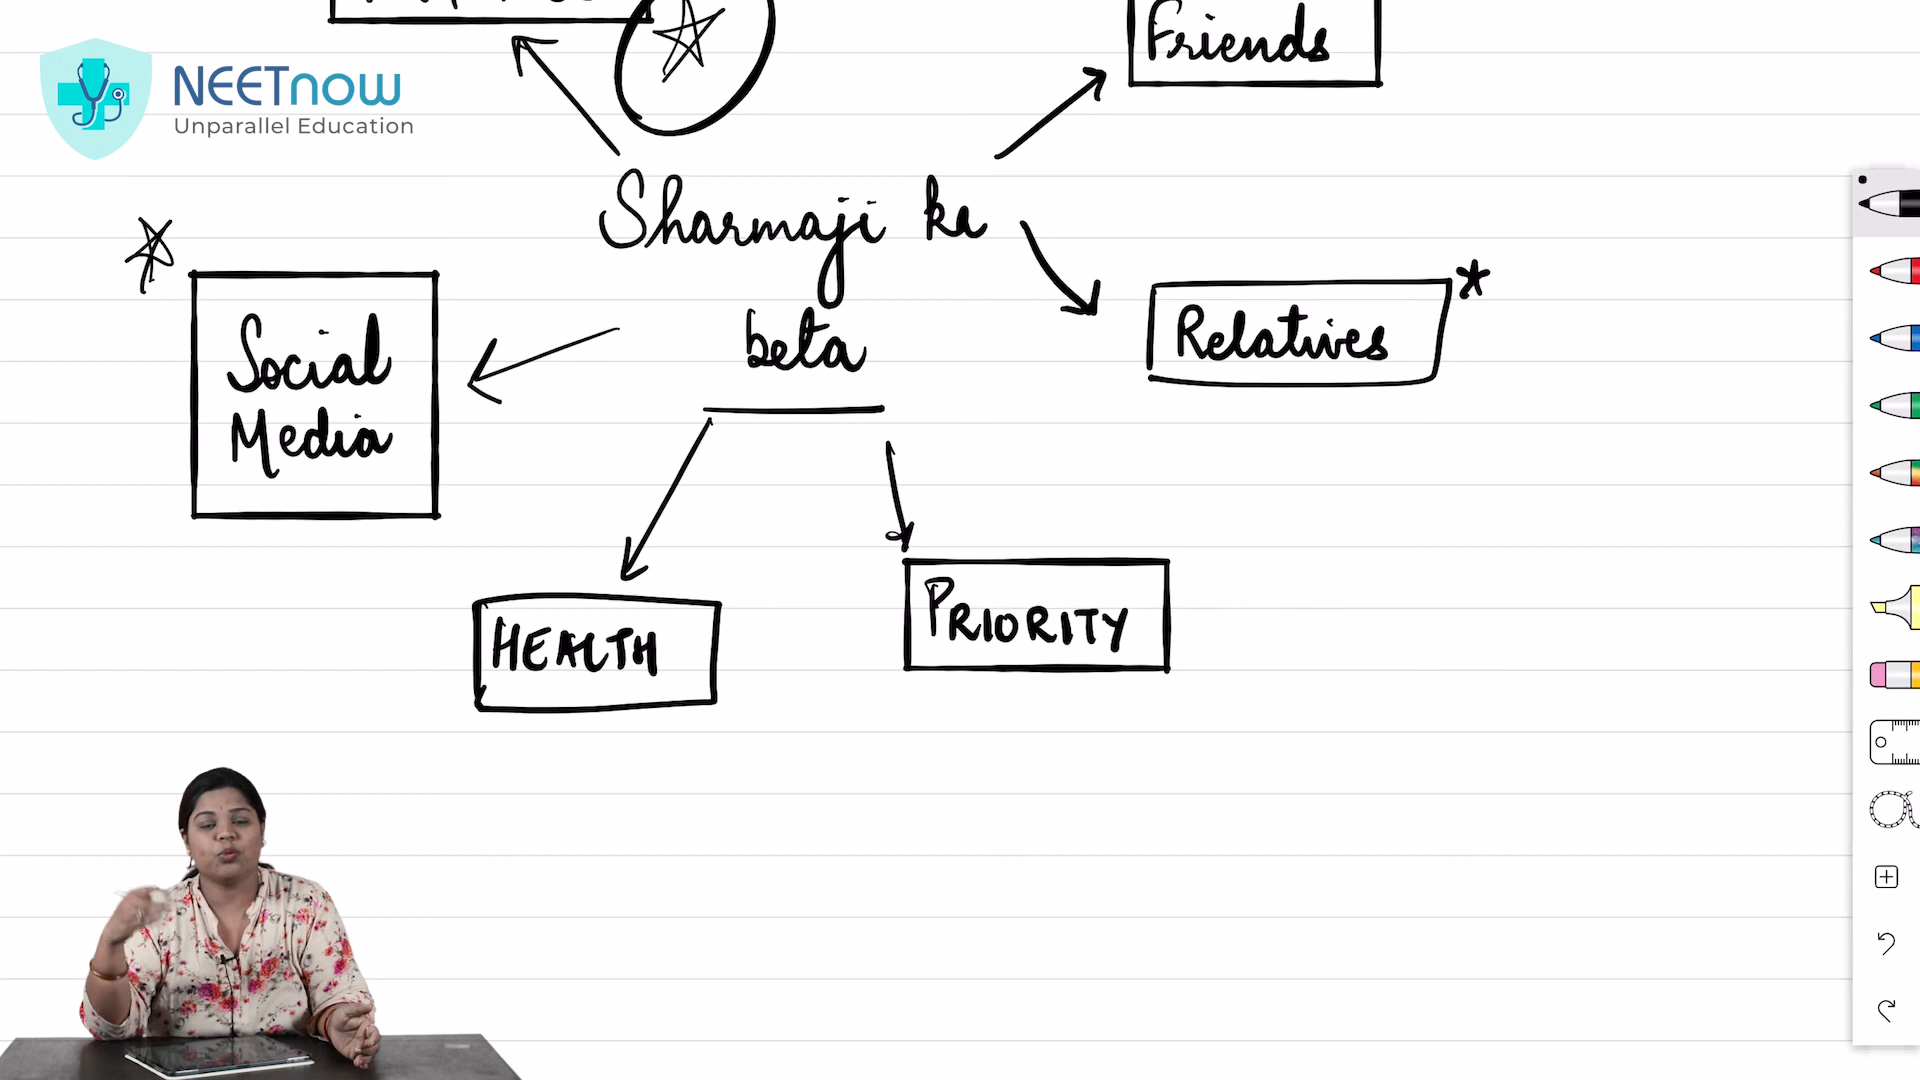 Friends
NEETnow
Unparallel Education
Sharmaji ka
beta
Relatives
Social
Media
HEALTH
PRIORITY